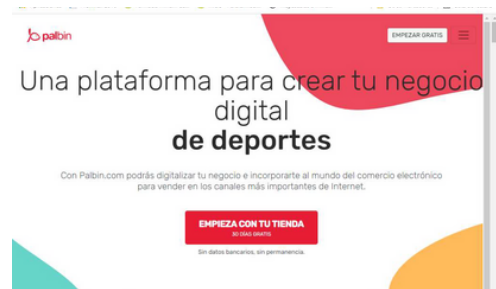 palbin
EMPEZAR GRATIS
Una plataforma para crear tu negocio
digital
de deportes
Con Palbin.com podrás digitalizar tu negocio e incorporarte al mundo del comercio electrónico
para vender en los canales más importantes de Internet.
EMPIEZA CON TU TIENDA
30 DÍAS GRATIS
Sin datos bancarios, sin permanencia.